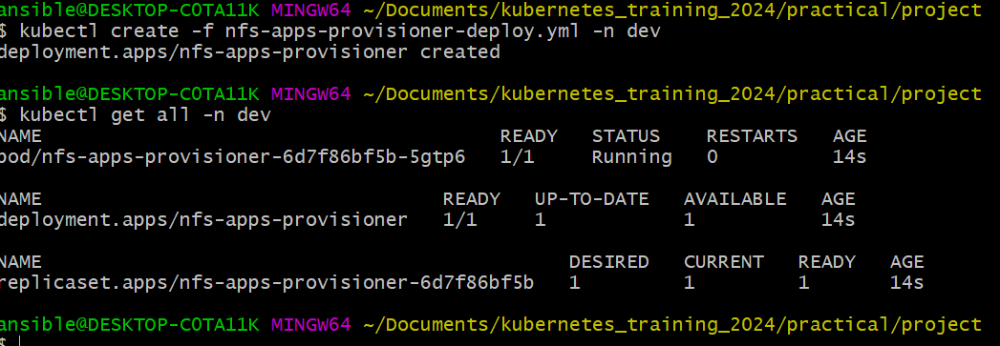 ansible@DESKTOP-COTA11K MINGW64 ~/Documents/kubernetes_training_2024/practical/project
$ kubectl create -f nfs-apps-provisioner-deploy.yml -n dev
deployment.apps/nfs-apps-provisioner created
ansible@DESKTOP-COTA11K MINGW64 ~/Documents/kubernetes_training_2024/practical/project
$ kubectl get all -n dev
NAME READY STATUS RESTARTS AGE
pod/nfs-apps-provisioner-6d7f86bf5b-5gtp6 1/1 Running 0 14s
NAME READY UP-TO-DATE AVAILABLE AGE
deployment.apps/nfs-apps-provisioner 1/1 1 1 14s
NAME DESIRED CURRENT READY AGE
replicaset.apps/nfs-apps-provisioner-6d7f86bf5b 1 1 1 14s
ansible@DESKTOP-COTA11K MINGW64 ~/Documents/kubernetes_training_2024/practical/project
$